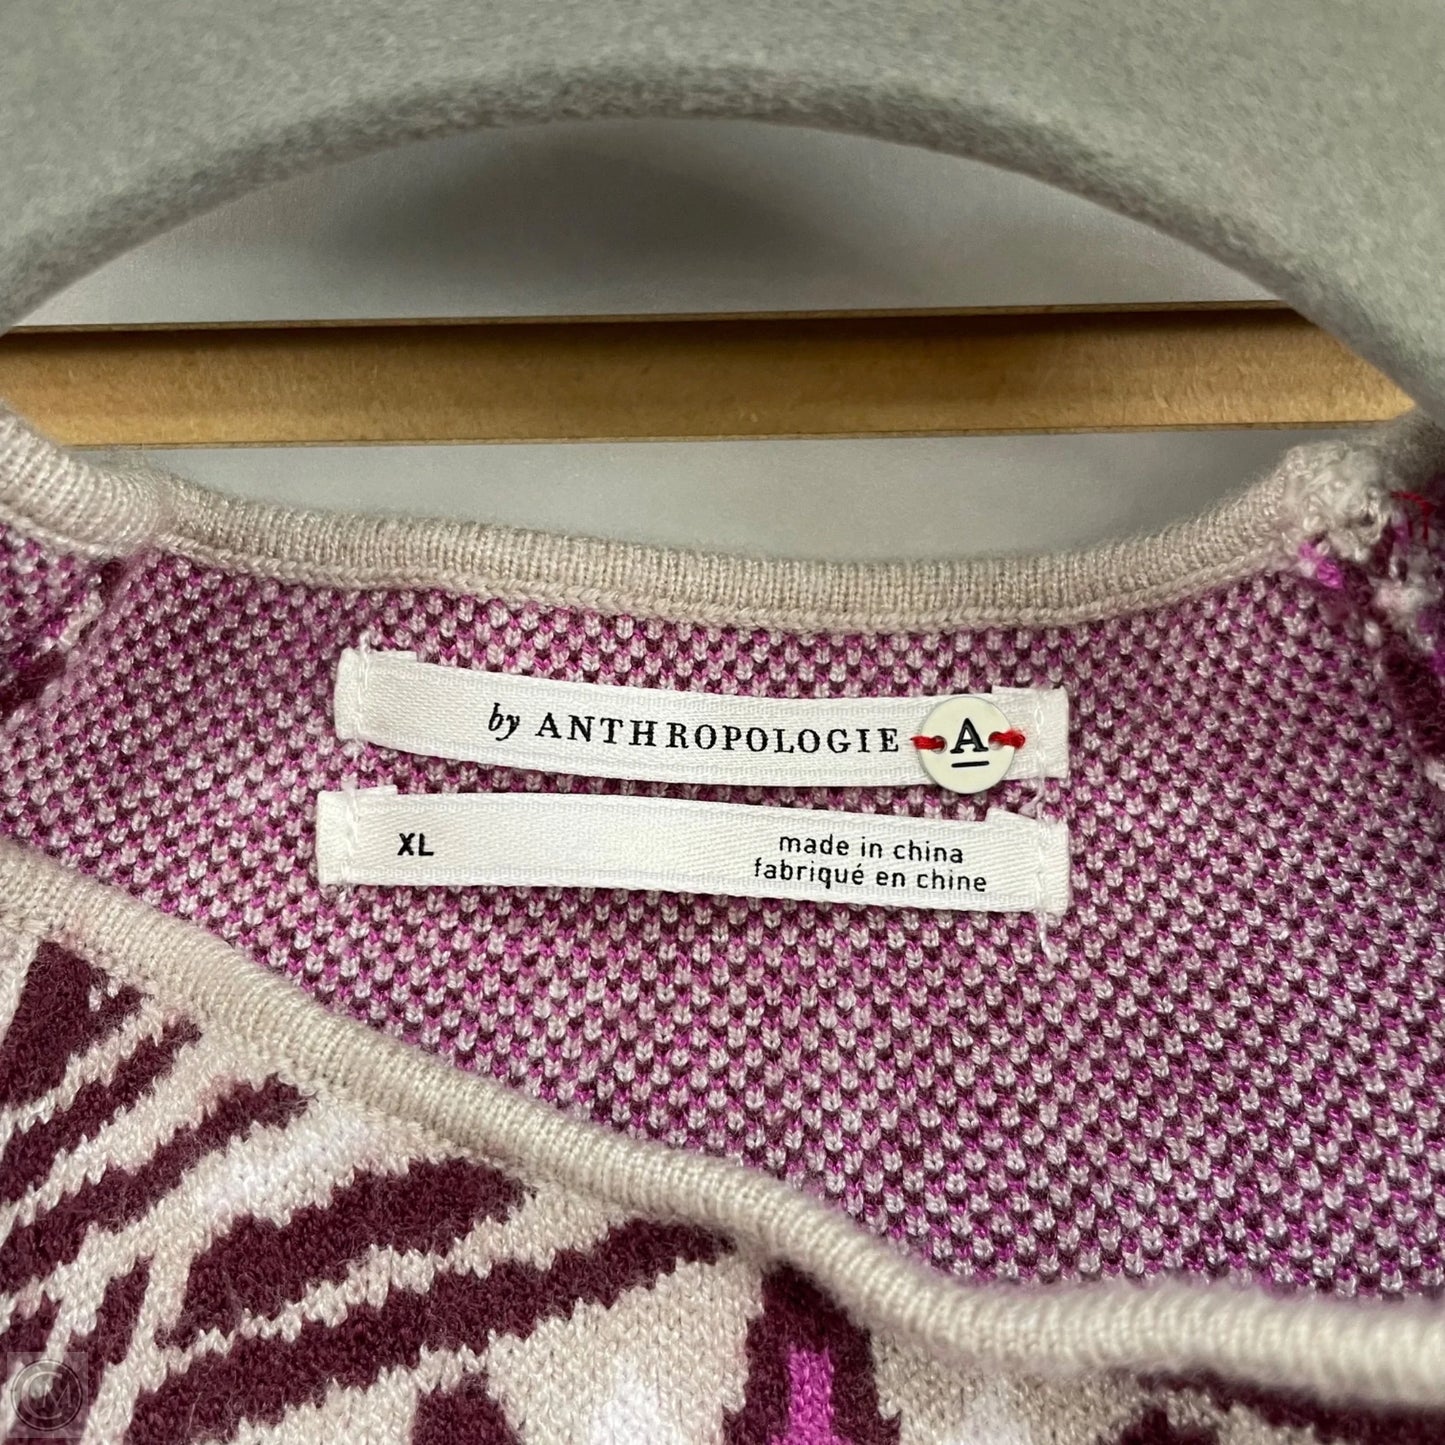 by ANTHROPOLOGIE A
XL
made in china
fabriqué en chine